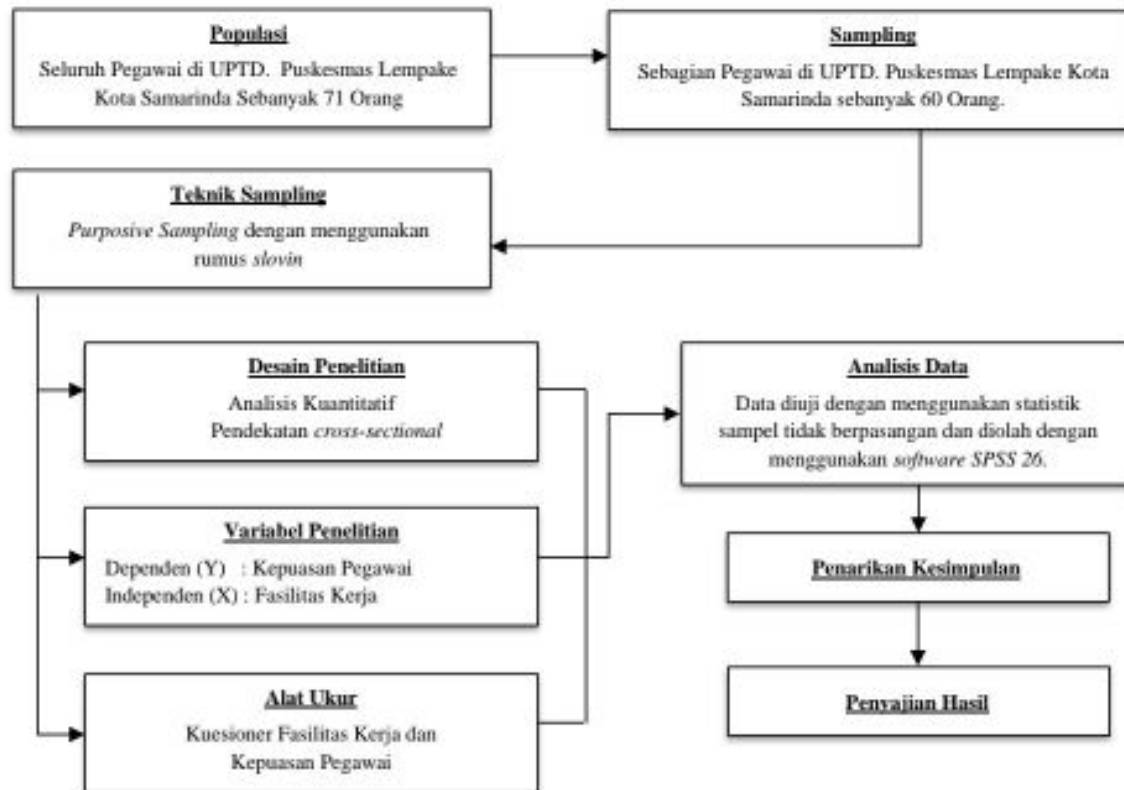 Populasi
Seluruh Pegawai di UPTD. Puskesmas Lempake
Kota Samarinda Sebanyak 71 Orang
Sampling
Sebagian Pegawai di UPTD. Puskesmas Lempake Kota
Samarinda sebanyak 60 Orang.
Teknik Sampling
Purposive Sampling dengan menggunakan
rumus slovin
Desain Penelitian
Analisis Kuantitatif
Pendekatan cross-sectional
Variabel Penelitian
Dependen (Y) : Kepuasan Pegawai
Independen (X) : Fasilitas Kerja
Alat Ukur
Kuesioner Fasilitas Kerja dan
Kepuasan Pegawai
Analisis Data
Data diuji dengan menggunakan statistik
sampel tidak berpasangan dan diolah dengan
menggunakan software SPSS 26.
Penarikan Kesimpulan
Penyajian Hasil